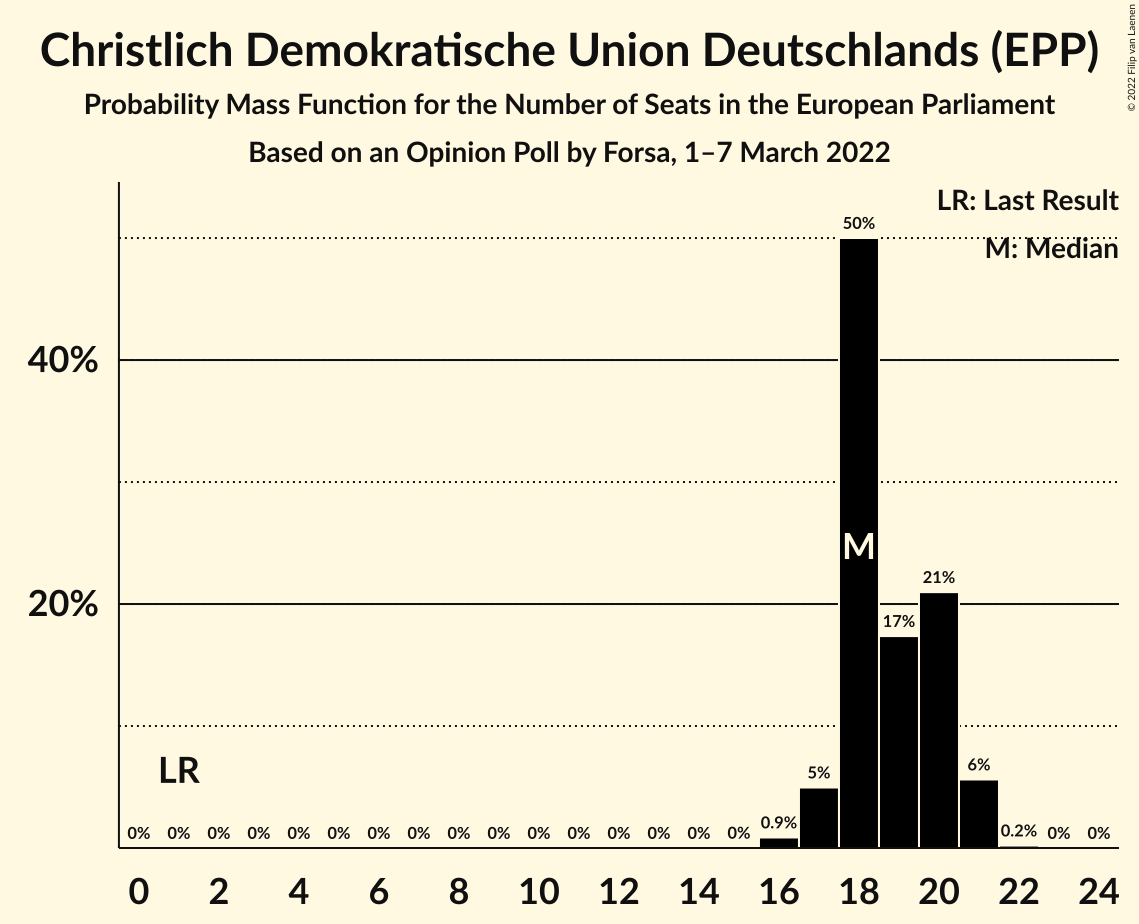 Christlich Demokratische Union Deutschlands (EPP)
Probability Mass Function for the Number of Seats in the European Parliament
Based on an Opinion Poll by Forsa, 1–7 March 2022
© 2022 Filip van Laenen
LR: Last Result
M: Median
50%
40%
M
21%
20%
17%
LR
6%
5%
0% 0% 0% 0% 0% 0% 0% 0% 0% 0% 0% 0% 0% 0% 0% 0% 0.9% 0.2% 0% 0%
0 2 4 6 8 10 12 14 16 18 20 22 24